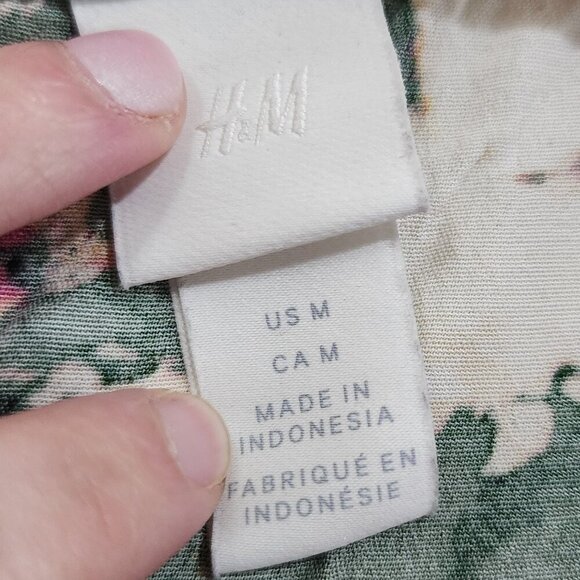 H&M
US M
CA M
MADE IN
INDONESIA
FABRIQUÉ EN
INDONÉSIE